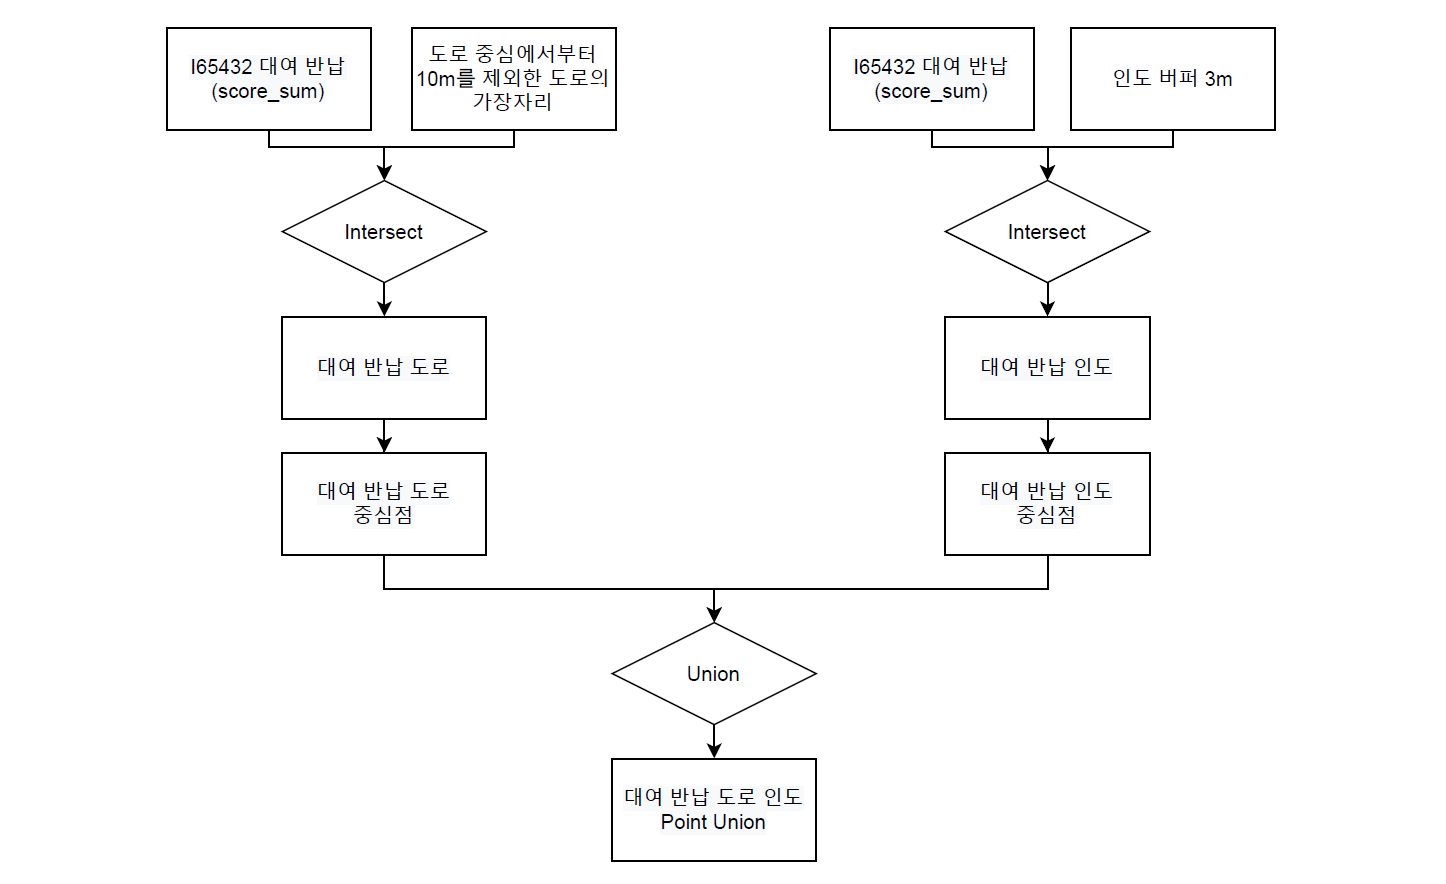 I65432 대여 반납
(score_sum)
도로 중심에서부터
10m를 제외한 도로의
가장자리
I65432 대여 반납
(score_sum)
인도 버퍼 3m
Intersect
Intersect
대여 반납 도로
대여 반납 인도
대여 반납 도로
중심점
대여 반납 인도
중심점
Union
대여 반납 도로 인도
Point Union